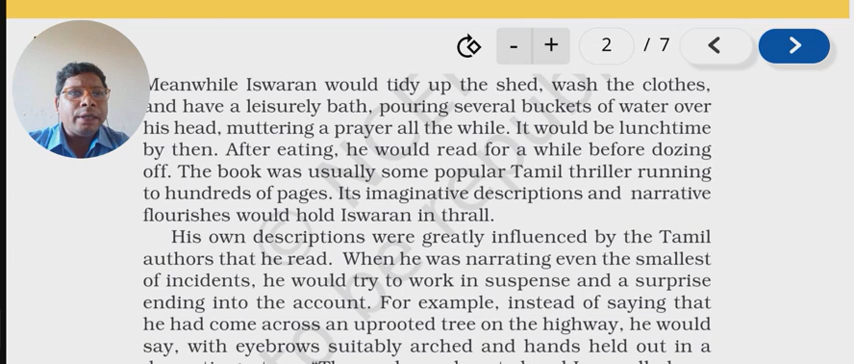 - + 2 / 7 < >
Meanwhile Iswaran would tidy up the shed, wash the clothes,
and have a leisurely bath, pouring several buckets of water over
his head, muttering a prayer all the while. It would be lunchtime
by then. After eating, he would read for a while before dozing
off. The book was usually some popular Tamil thriller running
to hundreds of pages. Its imaginative descriptions and narrative
flourishes would hold Iswaran in thrall.
His own descriptions were greatly influenced by the Tamil
authors that he read. When he was narrating even the smallest
of incidents, he would try to work in suspense and a surprise
ending into the account. For example, instead of saying that
he had come across an uprooted tree on the highway, he would
say, with eyebrows suitably arched and hands held out in a
© NCE
to be republi